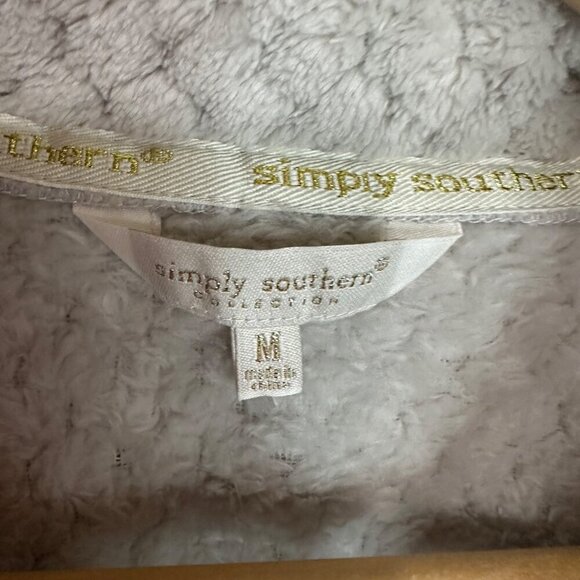 thern® simply souther
simply southern®
COLLECTION
M
made in
china